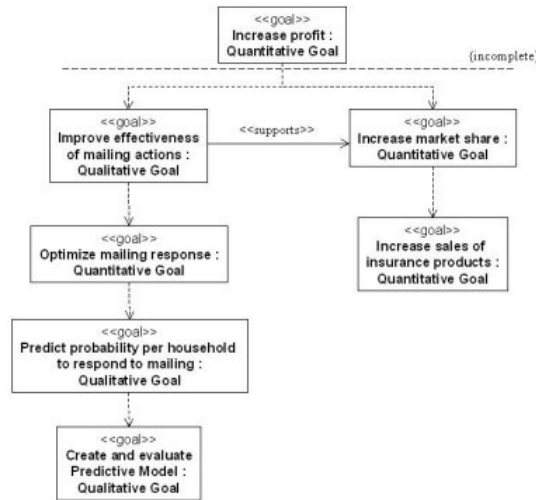 <<goal>>
Increase profit :
Quantitative Goal
(incomplete)
<<goal>>
Improve effectiveness
of mailing actions :
Qualitative Goal
<<supports>>
<<goal>>
Increase market share :
Quantitative Goal
<<goal>>
Optimize mailing response :
Quantitative Goal
<<goal>>
Increase sales of
insurance products :
Quantitative Goal
<<goal>>
Predict probability per household
to respond to mailing :
Qualitative Goal
<<goal>>
Create and evaluate
Predictive Model :
Qualitative Goal